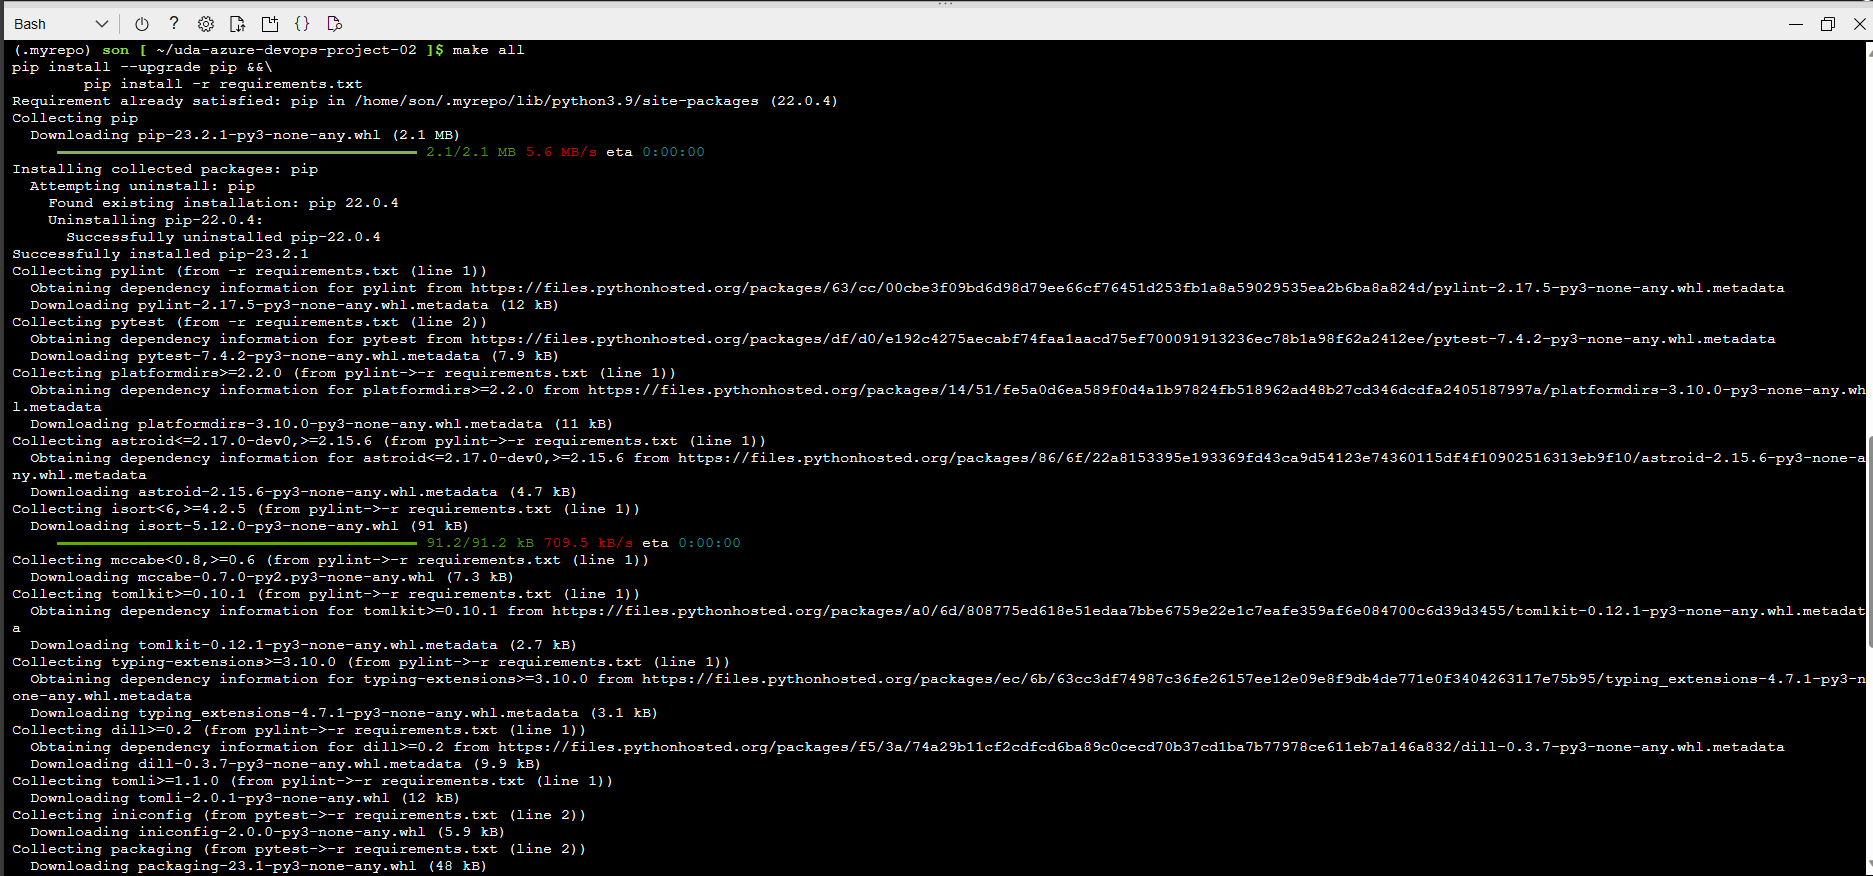 Bash
(.myrepo) son [ ~/uda-azure-devops-project-02 ]$ make all
pip install --upgrade pip &&\
pip install -r requirements.txt
Requirement already satisfied: pip in /home/son/.myrepo/lib/python3.9/site-packages (22.0.4)
Collecting pip
Downloading pip-23.2.1-py3-none-any.whl (2.1 MB)
2.1/2.1 MB 5.6 MB/s eta 0:00:00
Installing collected packages: pip
Attempting uninstall: pip
Found existing installation: pip 22.0.4
Uninstalling pip-22.0.4:
Successfully uninstalled pip-22.0.4
Successfully installed pip-23.2.1
Collecting pylint (from -r requirements.txt (line 1))
Obtaining dependency information for pylint from https://files.pythonhosted.org/packages/63/cc/00cbe3f09bd6d98d79ee66cf76451d253fb1a8a59029535ea2b6ba8a824d/pylint-2.17.5-py3-none-any.whl.metadata
Downloading pylint-2.17.5-py3-none-any.whl.metadata (12 kB)
Collecting pytest (from -r requirements.txt (line 2))
Obtaining dependency information for pytest from https://files.pythonhosted.org/packages/df/d0/e192c4275aecabf74faa1aacd75ef700091913236ec78b1a98f62a2412ee/pytest-7.4.2-py3-none-any.whl.metadata
Downloading pytest-7.4.2-py3-none-any.whl.metadata (7.9 kB)
Collecting platformdirs>=2.2.0 (from pylint->-r requirements.txt (line 1))
Obtaining dependency information for platformdirs>=2.2.0 from https://files.pythonhosted.org/packages/14/51/fe5a0d6ea589f0d4a1b97824fb518962ad48b27cd346dcdfa2405187997a/platformdirs-3.10.0-py3-none-any.wh
l.metadata
Downloading platformdirs-3.10.0-py3-none-any.whl.metadata (11 kB)
Collecting astroid<=2.17.0-dev0,>=2.15.6 (from pylint->-r requirements.txt (line 1))
Obtaining dependency information for astroid<=2.17.0-dev0,>=2.15.6 from https://files.pythonhosted.org/packages/86/6f/22a8153395e193369fd43ca9d54123e74360115df4f10902516313eb9f10/astroid-2.15.6-py3-none-a
ny.whl.metadata
Downloading astroid-2.15.6-py3-none-any.whl.metadata (4.7 kB)
Collecting isort<6,>=4.2.5 (from pylint->-r requirements.txt (line 1))
Downloading isort-5.12.0-py3-none-any.whl (91 kB)
91.2/91.2 kB 709.5 kB/s eta 0:00:00
Collecting mccabe<0.8,>=0.6 (from pylint->-r requirements.txt (line 1))
Downloading mccabe-0.7.0-py2.py3-none-any.whl (7.3 kB)
Collecting tomlkit>=0.10.1 (from pylint->-r requirements.txt (line 1))
Obtaining dependency information for tomlkit>=0.10.1 from https://files.pythonhosted.org/packages/a0/6d/808775ed618e51edaa7bbe6759e22e1c7eafe359af6e084700c6d39d3455/tomlkit-0.12.1-py3-none-any.whl.metadat
a
Downloading tomlkit-0.12.1-py3-none-any.whl.metadata (2.7 kB)
Collecting typing-extensions>=3.10.0 (from pylint->-r requirements.txt (line 1))
Obtaining dependency information for typing-extensions>=3.10.0 from https://files.pythonhosted.org/packages/ec/6b/63cc3df74987c36fe26157ee12e09e8f9db4de771e0f3404263117e75b95/typing_extensions-4.7.1-py3-n
one-any.whl.metadata
Downloading typing_extensions-4.7.1-py3-none-any.whl.metadata (3.1 kB)
Collecting dill>=0.2 (from pylint->-r requirements.txt (line 1))
Obtaining dependency information for dill>=0.2 from https://files.pythonhosted.org/packages/f5/3a/74a29b11cf2cdfcd6ba89c0cecd70b37cd1ba7b77978ce611eb7a146a832/dill-0.3.7-py3-none-any.whl.metadata
Downloading dill-0.3.7-py3-none-any.whl.metadata (9.9 kB)
Collecting tomli>=1.1.0 (from pylint->-r requirements.txt (line 1))
Downloading tomli-2.0.1-py3-none-any.whl (12 kB)
Collecting iniconfig (from pytest->-r requirements.txt (line 2))
Downloading iniconfig-2.0.0-py3-none-any.whl (5.9 kB)
Collecting packaging (from pytest->-r requirements.txt (line 2))
Downloading packaging-23.1-py3-none-any.whl (48 kB)